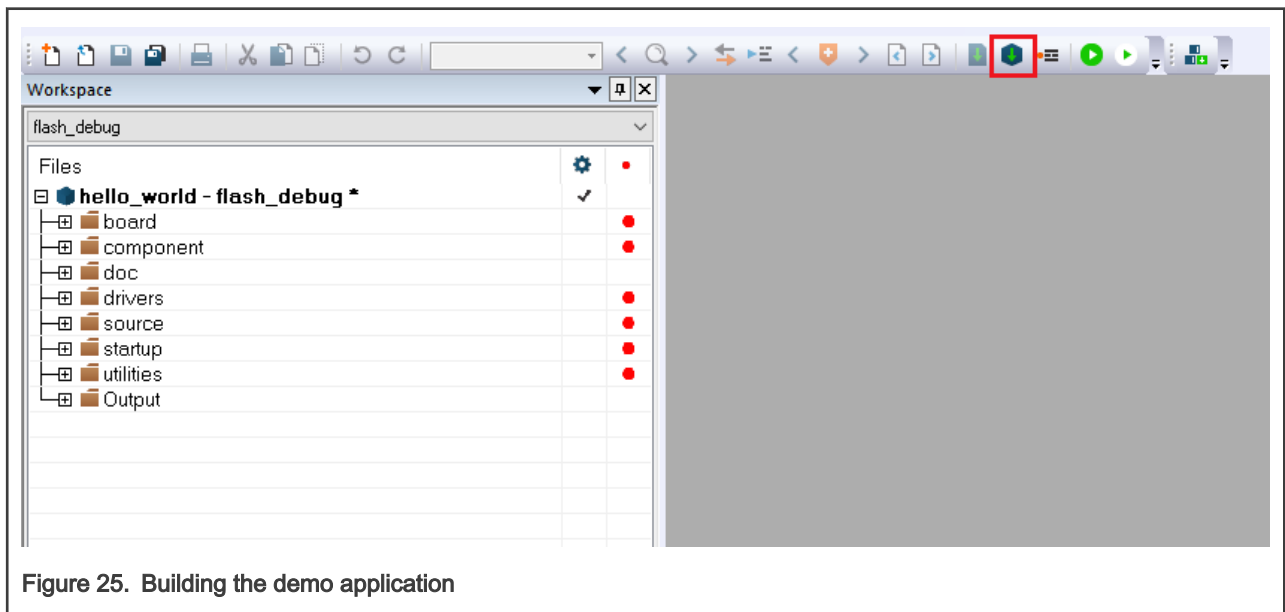 Workspace
flash_debug
Files
hello_world - flash_debug *
board
component
doc
drivers
source
startup
utilities
Output
Figure 25. Building the demo application